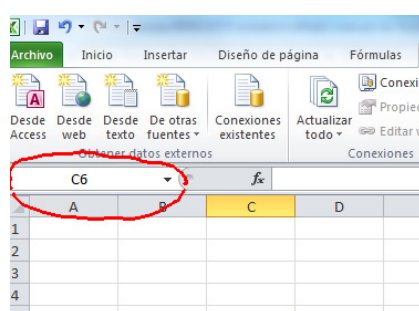 Archivo Inicio Insertar Diseño de página Fórmulas
Desde Access
Desde web
Desde texto
De otras fuentes
Conexiones existentes
Actualizar todo
Conexi
Propied
Editar v
Obtener datos externos
Conexiones
C6 fx
A B C D
1
2
3
4